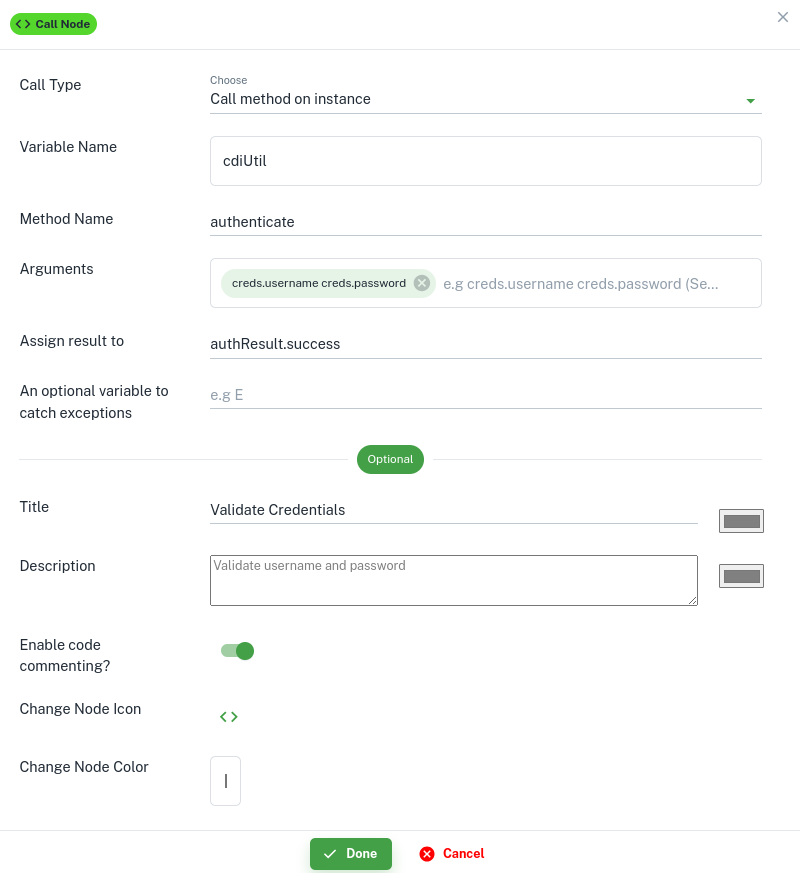 Call Node
Call Type
Choose
Call method on instance
Variable Name
cdiUtil
Method Name
authenticate
Arguments
creds.username creds.password
e.g creds.username creds.password (Se...
Assign result to
authResult.success
An optional variable to
catch exceptions
e.g E
Optional
Title
Validate Credentials
Description
Validate username and password
Enable code
commenting?
Change Node Icon
Change Node Color
Done
Cancel